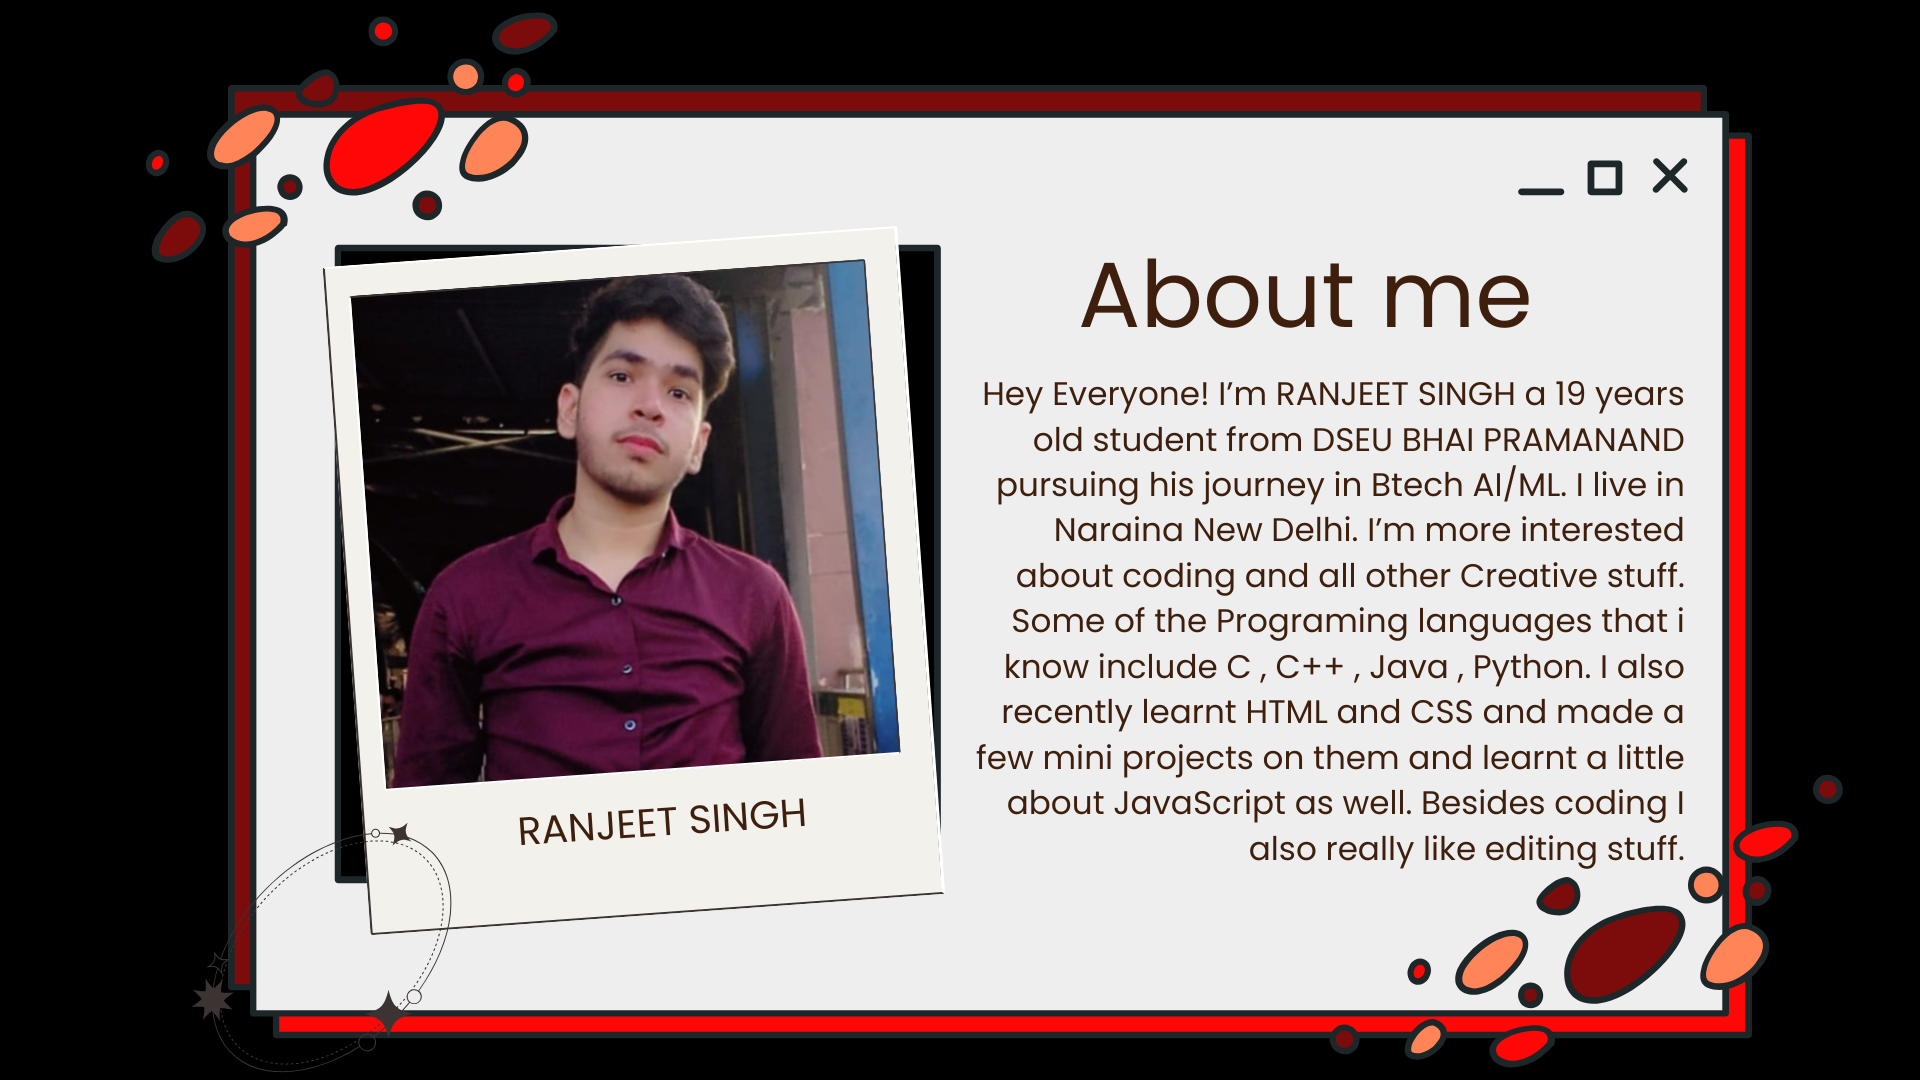 About me
Hey Everyone! I’m RANJEET SINGH a 19 years
old student from DSEU BHAI PRAMANAND
pursuing his journey in Btech AI/ML. I live in
Naraina New Delhi. I’m more interested
about coding and all other Creative stuff.
Some of the Programing languages that i
know include C , C++ , Java , Python. I also
recently learnt HTML and CSS and made a
few mini projects on them and learnt a little
about JavaScript as well. Besides coding I
also really like editing stuff.
RANJEET SINGH